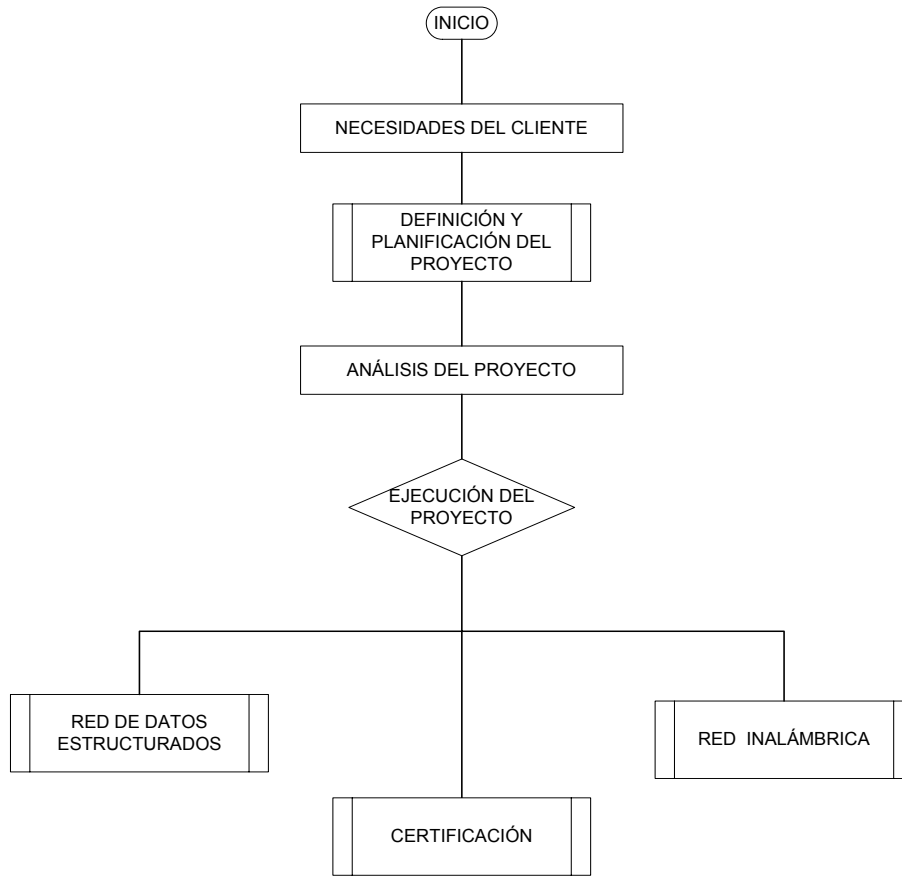 INICIO
NECESIDADES DEL CLIENTE
DEFINICIÓN Y
PLANIFICACIÓN DEL
PROYECTO
ANÁLISIS DEL PROYECTO
EJECUCIÓN DEL
PROYECTO
RED DE DATOS
ESTRUCTURADOS
RED INALÁMBRICA
CERTIFICACIÓN